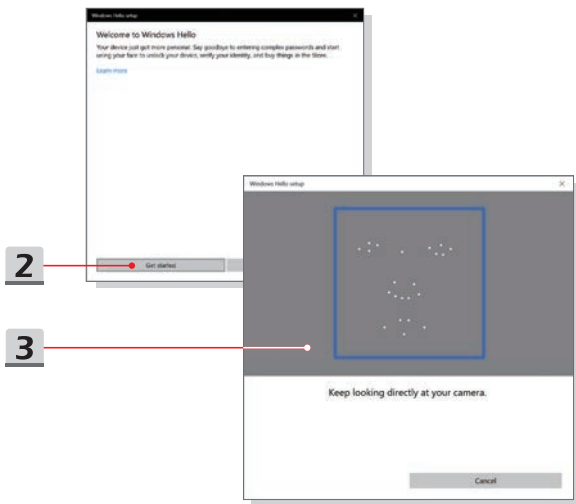 Windows Hello setup
Welcome to Windows Hello
Your device just got more personal. Say goodbye to entering complex passwords and start
using your face to unlock your device, verify your identity, and buy things in the Store.
Learn more
2
Get started
Windows Hello setup
3
Keep looking directly at your camera.
Cancel